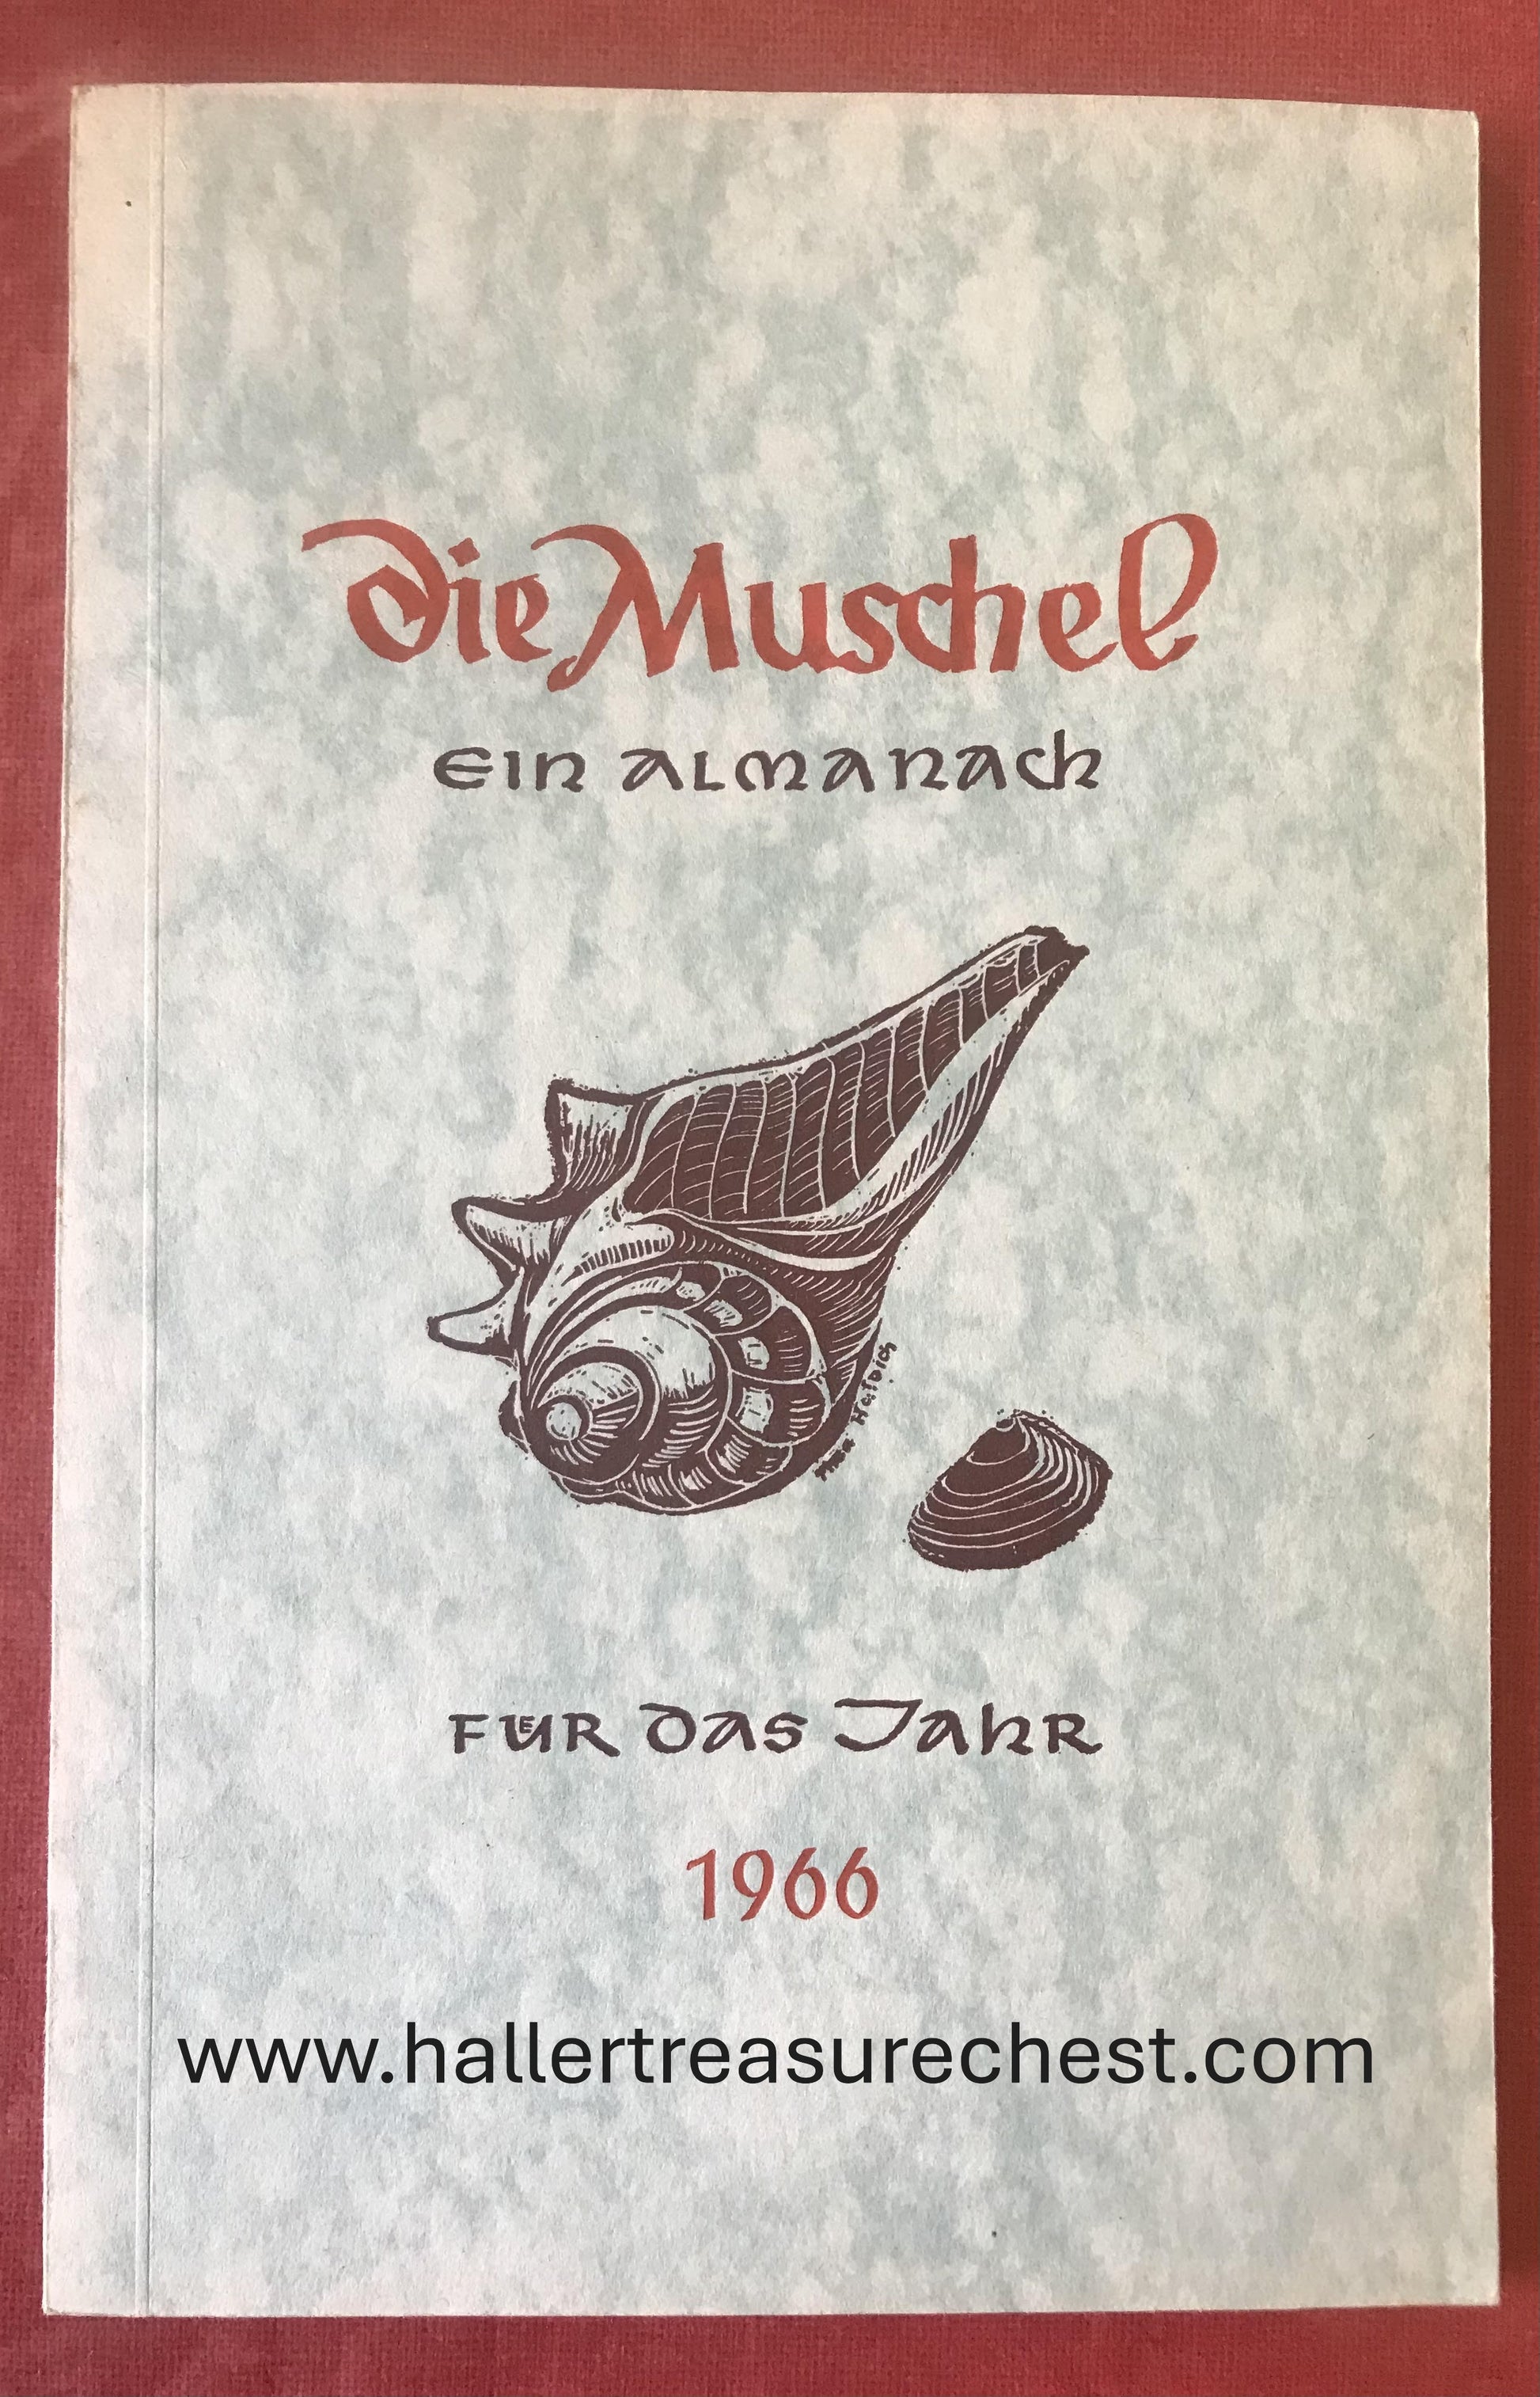 die Muschel
EIN ALMANACH
FÜR das JAHR
1966
www.hallertreasurechest.com